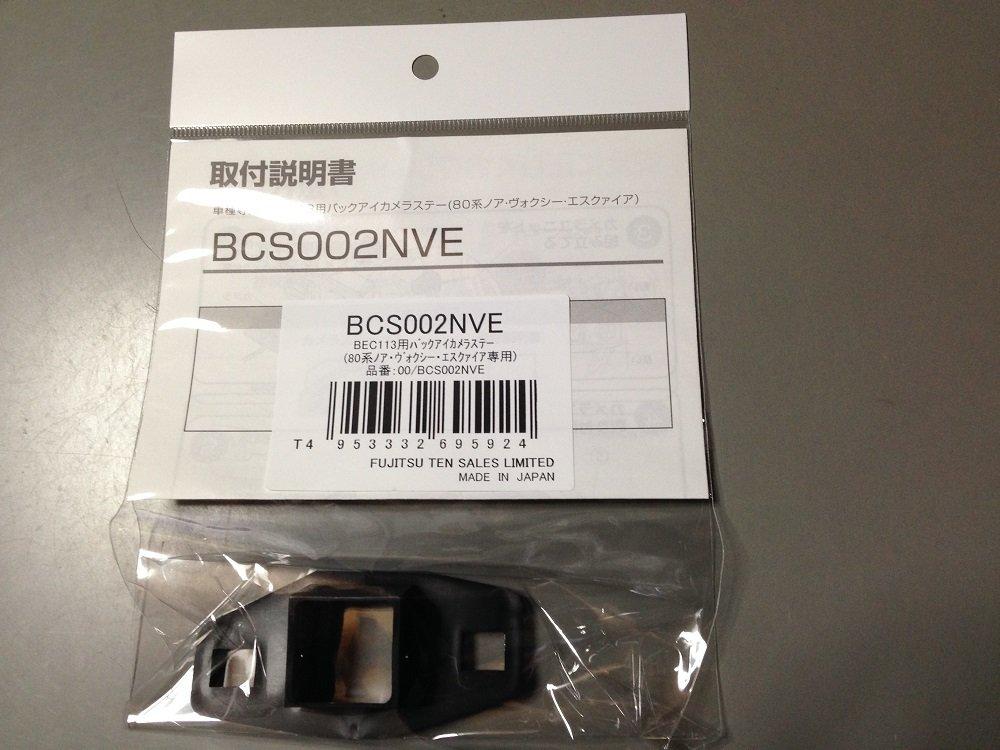 取付説明書
用バックアイカメラステー(80系ノア・ヴォクシー・エスクァイア)
BCS002NVE
BCS002NVE
BEC113用ﾊﾞｯｸｱｲｶﾒﾗｽﾃｰ
(80系ﾉｱ・ｳﾞｫｸｼｰ・ｴｽｸｧｲｱ専用)
品番:00/BCS002NVE
T4 953332 695924
FUJITSU TEN SALES LIMITED
MADE IN JAPAN